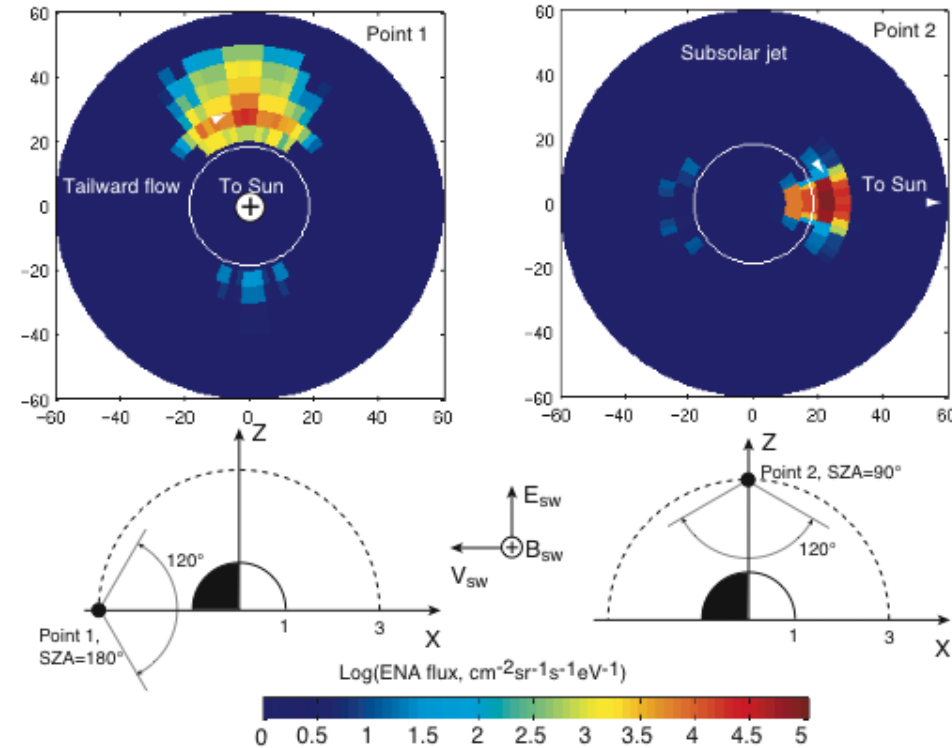 60
40
20
0
−20
−40
−60
−60 −40 −20 0 20 40 60
Point 1
Tailward flow
To Sun
+
60
40
20
0
−20
−40
−60
−60 −40 −20 0 20 40 60
Point 2
Subsolar jet
To Sun
Z
120°
Point 1,
SZA=180°
1
3
X
E_SW
B_SW
V_SW
Z
Point 2, SZA=90°
120°
1
3
X
Log(ENA flux, cm⁻²sr⁻¹s⁻¹eV⁻¹)
0 0.5 1 1.5 2 2.5 3 3.5 4 4.5 5